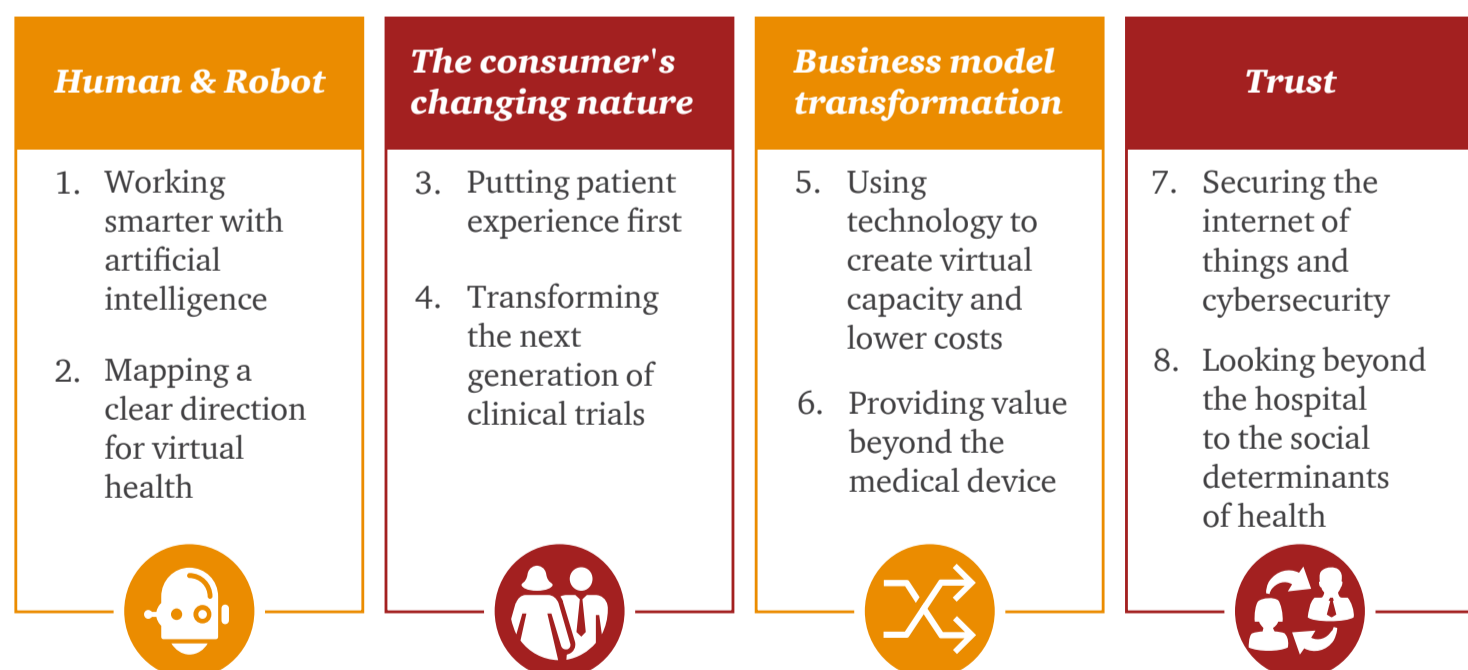 Human & Robot
1. Working
smarter with
artificial
intelligence
2. Mapping a
clear direction
for virtual
health
The consumer's
changing nature
3. Putting patient
experience first
4. Transforming
the next
generation of
clinical trials
Business model
transformation
5. Using
technology to
create virtual
capacity and
lower costs
6. Providing value
beyond the
medical device
Trust
7. Securing the
internet of
things and
cybersecurity
8. Looking beyond
the hospital
to the social
determinants
of health